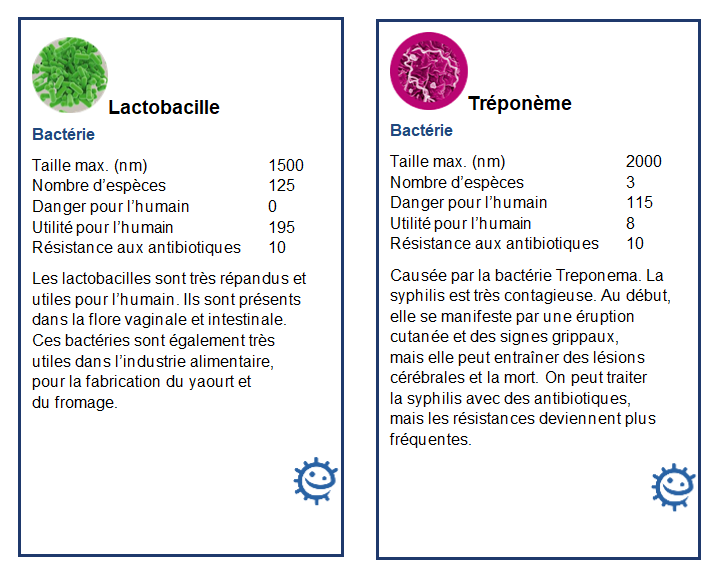 Lactobacille
Bactérie
Taille max. (nm) 1500
Nombre d’espèces 125
Danger pour l’humain 0
Utilité pour l’humain 195
Résistance aux antibiotiques 10
Les lactobacilles sont très répandus et
utiles pour l’humain. Ils sont présents
dans la flore vaginale et intestinale.
Ces bactéries sont également très
utiles dans l’industrie alimentaire,
pour la fabrication du yaourt et
du fromage.
Tréponème
Bactérie
Taille max. (nm) 2000
Nombre d’espèces 3
Danger pour l’humain 115
Utilité pour l’humain 8
Résistance aux antibiotiques 10
Causée par la bactérie Treponema. La
syphilis est très contagieuse. Au début,
elle se manifeste par une éruption
cutanée et des signes grippaux,
mais elle peut entraîner des lésions
cérébrales et la mort. On peut traiter
la syphilis avec des antibiotiques,
mais les résistances deviennent plus
fréquentes.